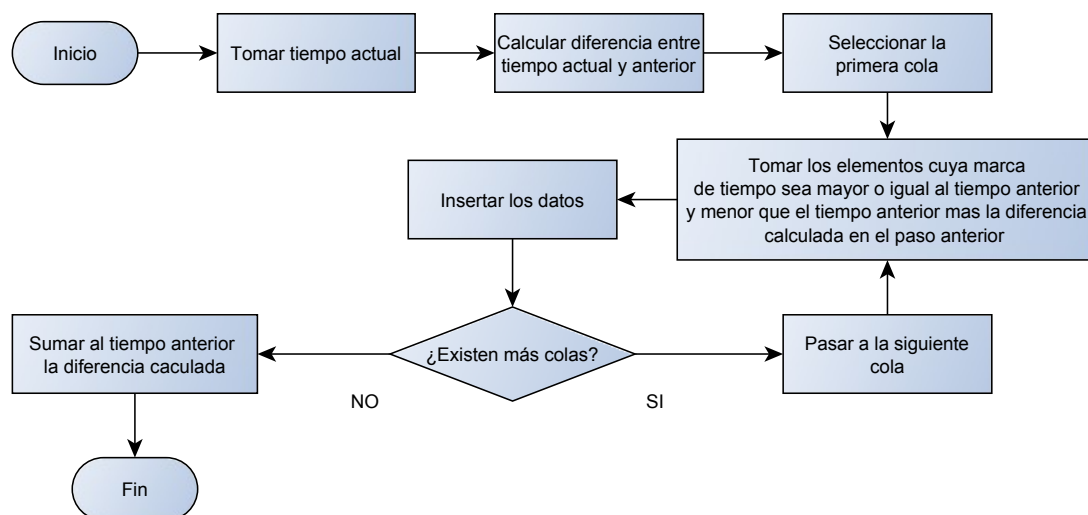 Inicio
Tomar tiempo actual
Calcular diferencia entre
tiempo actual y anterior
Seleccionar la
primera cola
Tomar los elementos cuya marca
de tiempo sea mayor o igual al tiempo anterior
y menor que el tiempo anterior mas la diferencia
calculada en el paso anterior
Insertar los datos
¿Existen más colas?
NO
SI
Pasar a la siguiente
cola
Sumar al tiempo anterior
la diferencia caculada
Fin